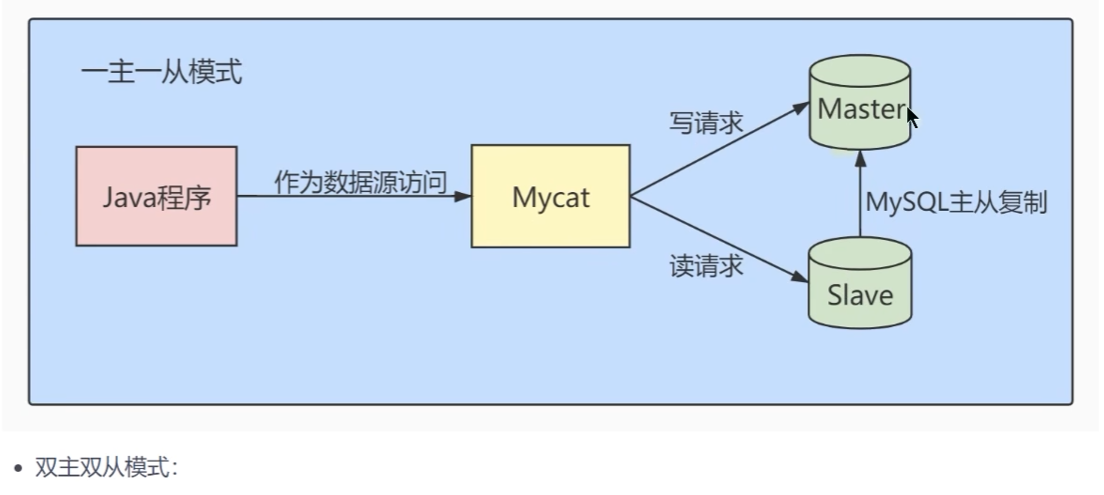 一主一从模式
Java程序
作为数据源访问
Mycat
写请求
读请求
Master
MySQL主从复制
Slave
双主双从模式：